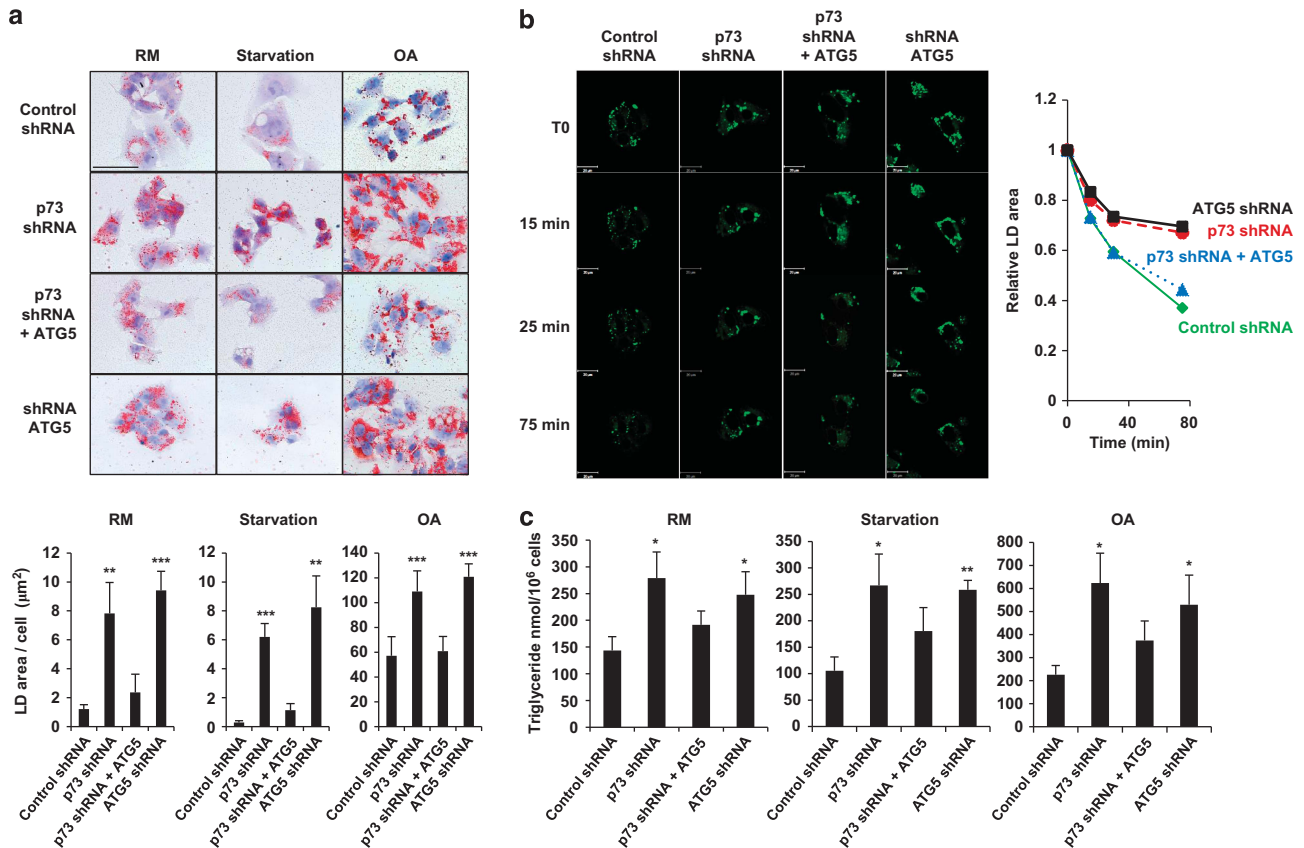 a
RM Starvation OA
Control
shRNA
p73
shRNA
p73
shRNA
+ ATG5
shRNA
ATG5
RM
LD area / cell (μm²)
12
10
8
6
4
2
0
Control shRNA
p73 shRNA
p73 shRNA + ATG5
ATG5 shRNA
**
***
Starvation
12
10
8
6
4
2
0
Control shRNA
p73 shRNA
p73 shRNA + ATG5
ATG5 shRNA
***
**
OA
140
120
100
80
60
40
20
0
Control shRNA
p73 shRNA
p73 shRNA + ATG5
ATG5 shRNA
***
***
b
Control
shRNA
p73
shRNA
p73
shRNA
+ ATG5
shRNA
ATG5
T0
15 min
25 min
75 min
Relative LD area
1.2
1
0.8
0.6
0.4
0.2
0
0 40 80
Time (min)
ATG5 shRNA
p73 shRNA
p73 shRNA + ATG5
Control shRNA
c
RM
Triglyceride nmol/10⁶ cells
350
300
250
200
150
100
50
0
Control shRNA
p73 shRNA
p73 shRNA + ATG5
ATG5 shRNA
*
*
Starvation
350
300
250
200
150
100
50
0
Control shRNA
p73 shRNA
p73 shRNA + ATG5
ATG5 shRNA
*
**
OA
800
700
600
500
400
300
200
100
0
Control shRNA
p73 shRNA
p73 shRNA + ATG5
ATG5 shRNA
*
*